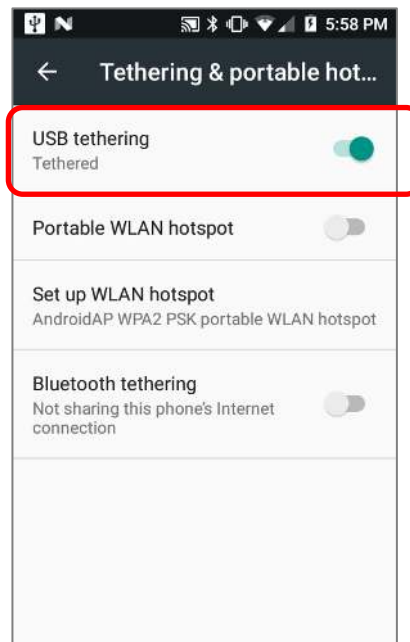 5:58 PM
Tethering & portable hot...
USB tethering
Tethered
Portable WLAN hotspot
Set up WLAN hotspot
AndroidAP WPA2 PSK portable WLAN hotspot
Bluetooth tethering
Not sharing this phone's Internet
connection